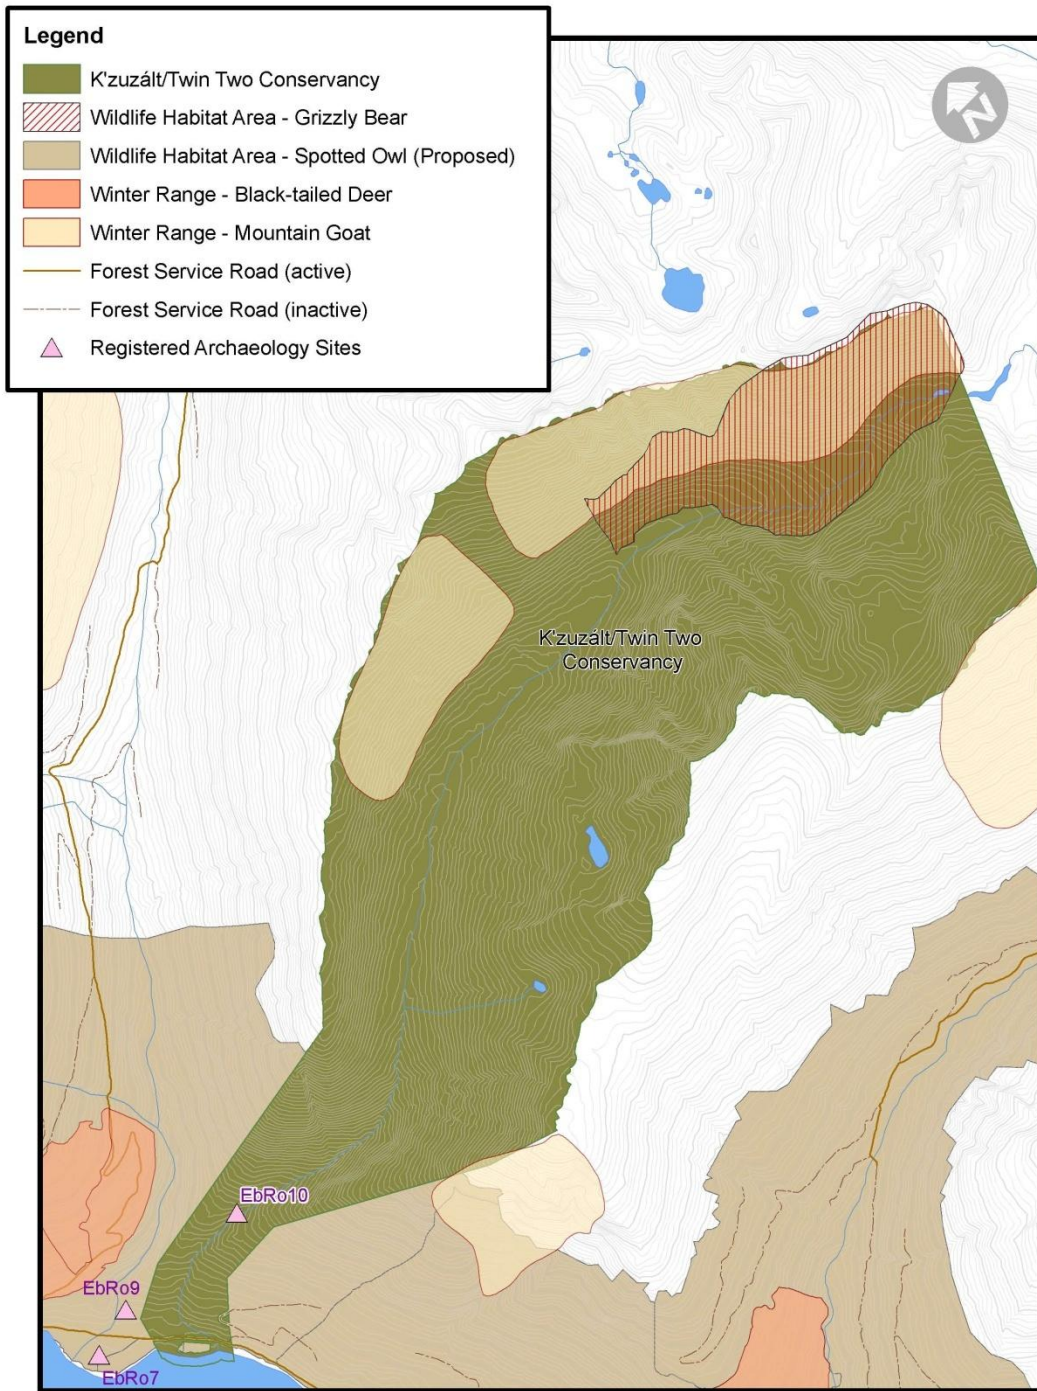 Legend
K'zuzált/Twin Two Conservancy
Wildlife Habitat Area - Grizzly Bear
Wildlife Habitat Area - Spotted Owl (Proposed)
Winter Range - Black-tailed Deer
Winter Range - Mountain Goat
Forest Service Road (active)
Forest Service Road (inactive)
Registered Archaeology Sites
N
K'zuzált/Twin Two
Conservancy
EbRo10
EbRo9
EbRo7